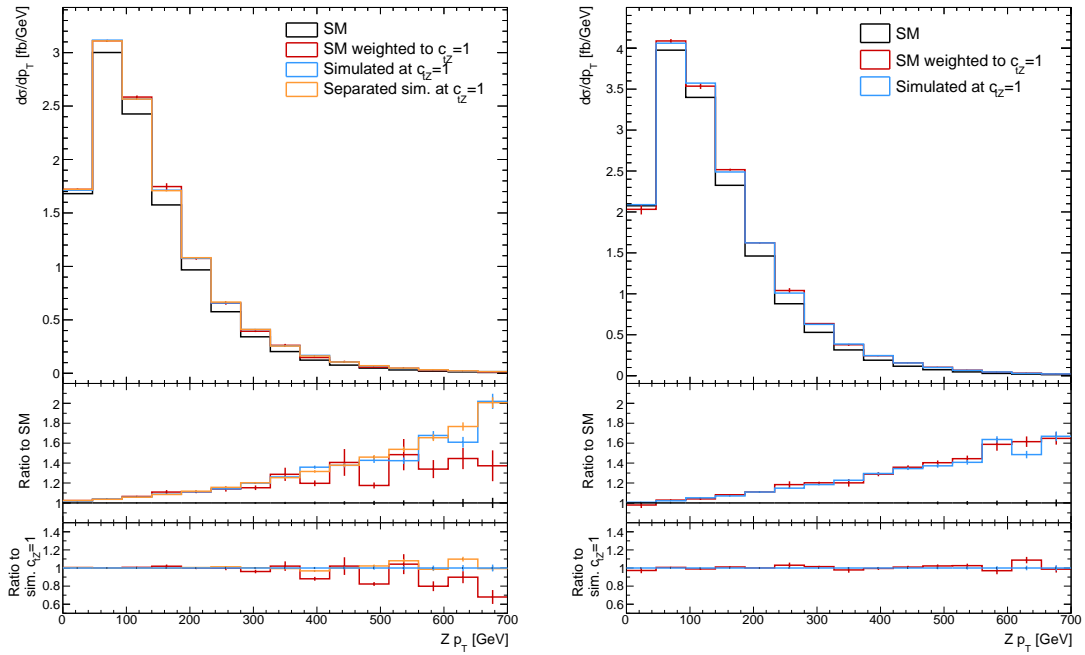 dσ/dp_T [fb/GeV]
SM
SM weighted to c_tZ=1
Simulated at c_tZ=1
Separated sim. at c_tZ=1
3
2.5
2
1.5
1
0.5
0
Ratio to SM
2
1.8
1.6
1.4
1.2
1
Ratio to
sim. c_tZ=1
1.4
1.2
1
0.8
0.6
0 100 200 300 400 500 600 700
Z p_T [GeV]
dσ/dp_T [fb/GeV]
SM
SM weighted to c_tZ=1
Simulated at c_tZ=1
4
3.5
3
2.5
2
1.5
1
0.5
0
Ratio to SM
2
1.8
1.6
1.4
1.2
1
Ratio to
sim. c_tZ=1
1.4
1.2
1
0.8
0.6
0 100 200 300 400 500 600 700
Z p_T [GeV]